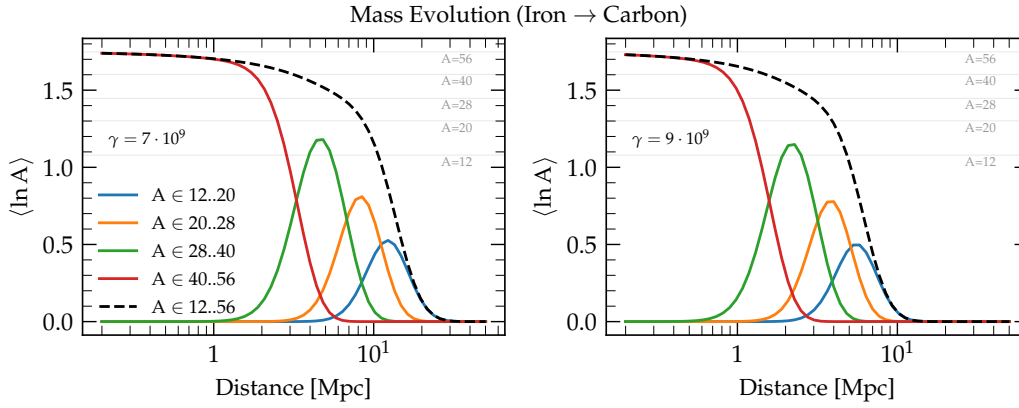 Mass Evolution (Iron → Carbon)
⟨ln A⟩
1.5
1.0
0.5
0.0
A=56
A=40
A=28
A=20
A=12
γ = 7 · 10⁹
A ∈ 12..20
A ∈ 20..28
A ∈ 28..40
A ∈ 40..56
A ∈ 12..56
1
10¹
Distance [Mpc]
⟨ln A⟩
1.5
1.0
0.5
0.0
A=56
A=40
A=28
A=20
A=12
γ = 9 · 10⁹
1
10¹
Distance [Mpc]